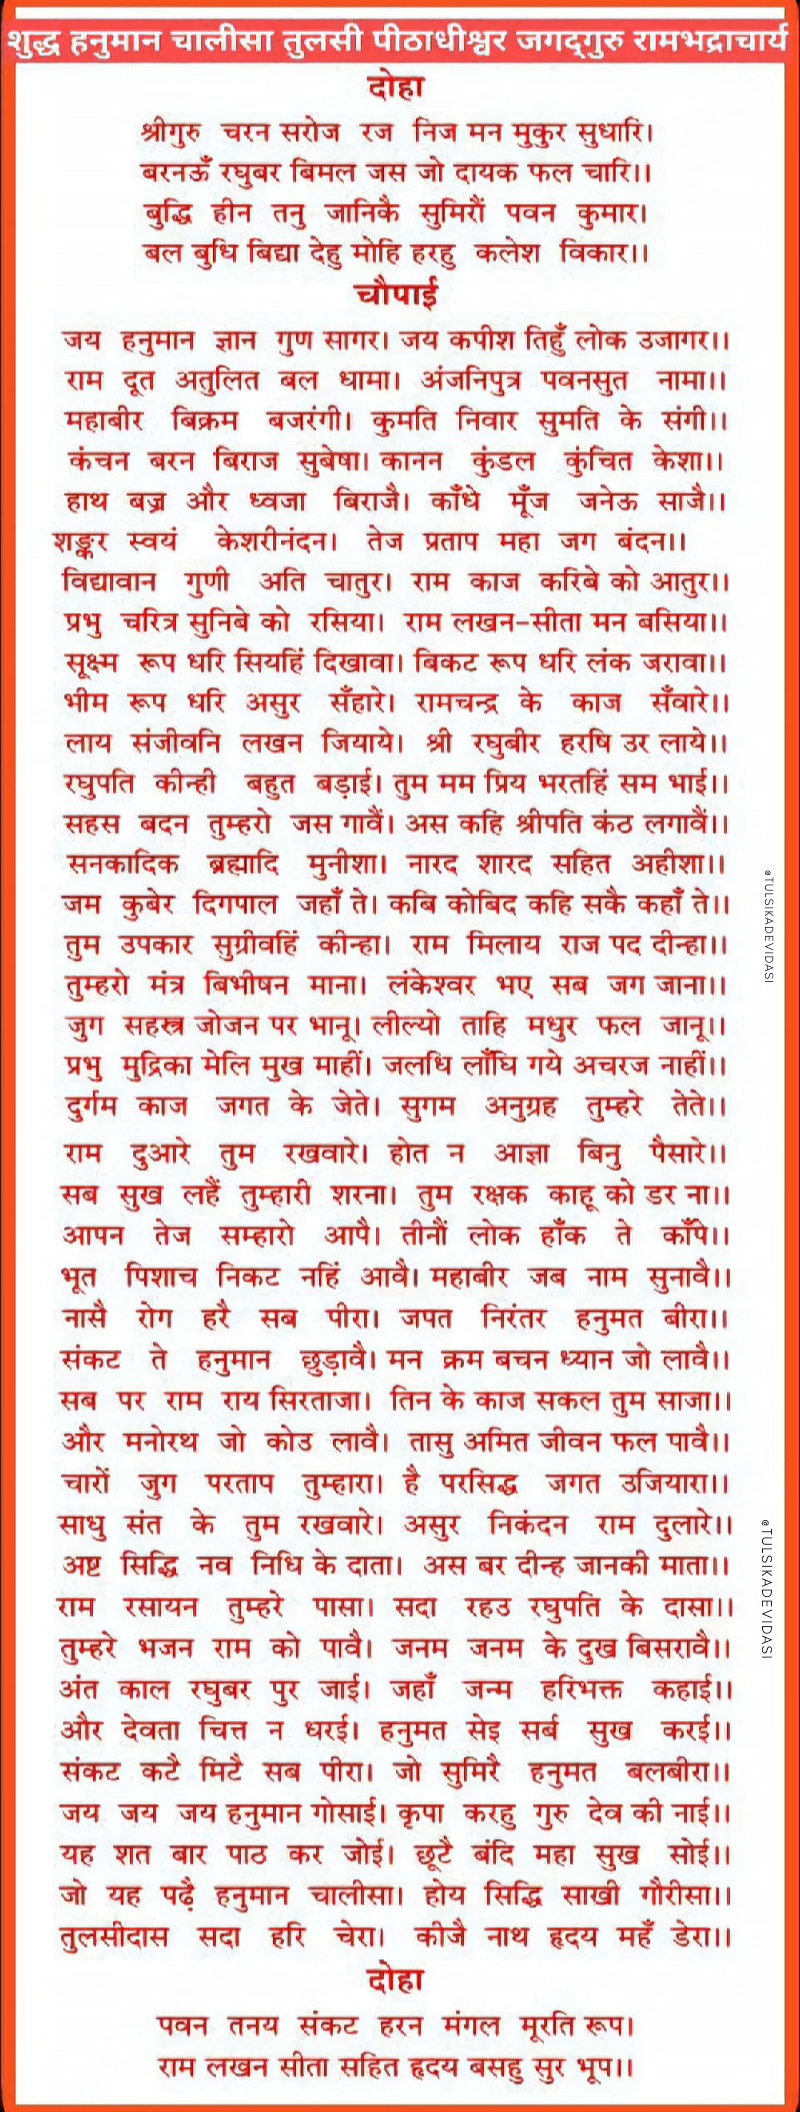 शुद्ध हनुमान चालीसा तुलसी पीठाधीश्वर जगद्‌गुरु रामभद्राचार्य
दोहा
श्रीगुरु चरन सरोज रज निज मन मुकुर सुधारि।
बरनऊँ रघुबर बिमल जस जो दायक फल चारि।।
बुद्धि हीन तनु जानिकै सुमिरौं पवन कुमार।
बल बुधि बिद्या देहु मोहि हरहु कलेश विकार।।
चौपाई
जय हनुमान ज्ञान गुण सागर। जय कपीश तिहुँ लोक उजागर।।
राम दूत अतुलित बल धामा। अंजनिपुत्र पवनसुत नामा।।
महाबीर बिक्रम बजरंगी। कुमति निवार सुमति के संगी।।
कंचन बरन बिराज सुबेषा। कानन कुंडल कुंचित केशा।।
हाथ बज्र और ध्वजा बिराजै। काँधे मूँज जनेऊ साजै।।
शङ्कर स्वयं केशरीनंदन। तेज प्रताप महा जग बंदन।।
विद्यावान गुणी अति चातुर। राम काज करिबे को आतुर।।
प्रभु चरित्र सुनिबे को रसिया। राम लखन-सीता मन बसिया।।
सूक्ष्म रूप धरि सियहिं दिखावा। बिकट रूप धरि लंक जरावा।।
भीम रूप धरि असुर सँहारे। रामचन्द्र के काज सँवारे।।
लाय संजीवनि लखन जियाये। श्री रघुबीर हरषि उर लाये।।
रघुपति कीन्ही बहुत बड़ाई। तुम मम प्रिय भरतहिं सम भाई।।
सहस बदन तुम्हरो जस गावैं। अस कहि श्रीपति कंठ लगावैं।।
सनकादिक ब्रह्मादि मुनीशा। नारद शारद सहित अहीशा।।
जम कुबेर दिगपाल जहाँ ते। कबि कोबिद कहि सकै कहाँ ते।।
तुम उपकार सुग्रीवहिं कीन्हा। राम मिलाय राज पद दीन्हा।।
तुम्हरो मंत्र बिभीषन माना। लंकेश्वर भए सब जग जाना।।
जुग सहस्त्र जोजन पर भानू। लील्यो ताहि मधुर फल जानू।।
प्रभु मुद्रिका मेलि मुख माहीं। जलधि लाँघि गये अचरज नाहीं।।
दुर्गम काज जगत के जेते। सुगम अनुग्रह तुम्हरे तेते।।
राम दुआरे तुम रखवारे। होत न आज्ञा बिनु पैसारे।।
सब सुख लहैं तुम्हारी शरना। तुम रक्षक काहू को डर ना।।
आपन तेज सम्हारो आपै। तीनौं लोक हाँक ते काँपे।।
भूत पिशाच निकट नहिं आवै। महाबीर जब नाम सुनावै।।
नासै रोग हरै सब पीरा। जपत निरंतर हनुमत बीरा।।
संकट ते हनुमान छुड़ावै। मन क्रम बचन ध्यान जो लावै।।
सब पर राम राय सिरताजा। तिन के काज सकल तुम साजा।।
और मनोरथ जो कोउ लावै। तासु अमित जीवन फल पावै।।
चारों जुग परताप तुम्हारा। है परसिद्ध जगत उजियारा।।
साधु संत के तुम रखवारे। असुर निकंदन राम दुलारे।।
अष्ट सिद्धि नव निधि के दाता। अस बर दीन्ह जानकी माता।।
राम रसायन तुम्हरे पासा। सदा रहउ रघुपति के दासा।।
तुम्हरे भजन राम को पावै। जनम जनम के दुख बिसरावै।।
अंत काल रघुबर पुर जाई। जहाँ जन्म हरिभक्त कहाई।।
और देवता चित्त न धरई। हनुमत सेइ सर्ब सुख करई।।
संकट कटै मिटै सब पीरा। जो सुमिरै हनुमत बलबीरा।।
जय जय जय हनुमान गोसाई। कृपा करहु गुरु देव की नाई।।
यह शत बार पाठ कर जोई। छूटै बंदि महा सुख सोई।।
जो यह पढ़ै हनुमान चालीसा। होय सिद्धि साखी गौरीसा।।
तुलसीदास सदा हरि चेरा। कीजै नाथ हृदय महँ डेरा।।
दोहा
पवन तनय संकट हरन मंगल मूरति रूप।
राम लखन सीता सहित हृदय बसहु सुर भूप।।
@TULSIKADEVIDASI
@TULSIKADEVIDASI